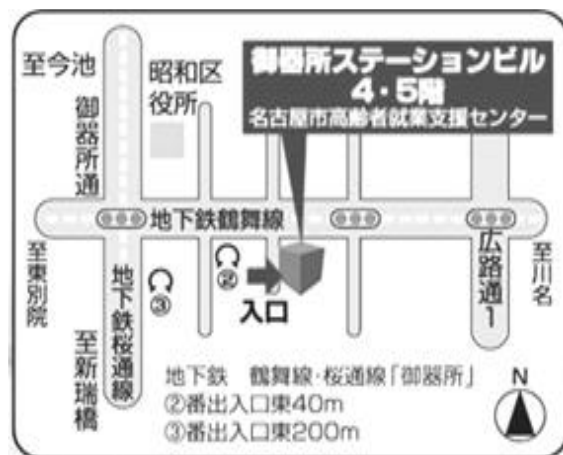 至今池
御器所通
昭和区
役所
御器所ステーションビル
4・5階
名古屋市高齢者就業支援センター
地下鉄鶴舞線
至東別院
地下鉄桜通線
至新瑞橋
③
②
入口
広路通1
至川名
地下鉄 鶴舞線・桜通線「御器所」
②番出入口東40m
③番出入口東200m
N